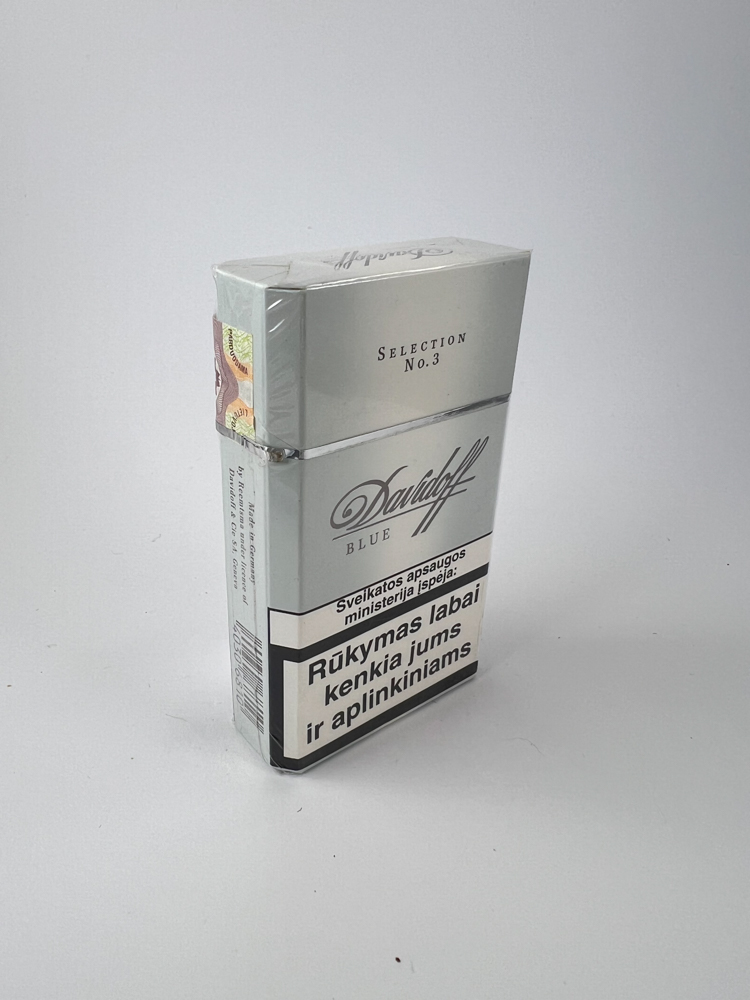 Davidoff
SELECTION
No.3
Davidoff
BLUE
Sveikatos apsaugos
ministerija įspėja:
Rūkymas labai
kenkia jums
ir aplinkiniams
Made in Germany
by Reemtsma under licence of
Davidoff & Cie SA, Geneva